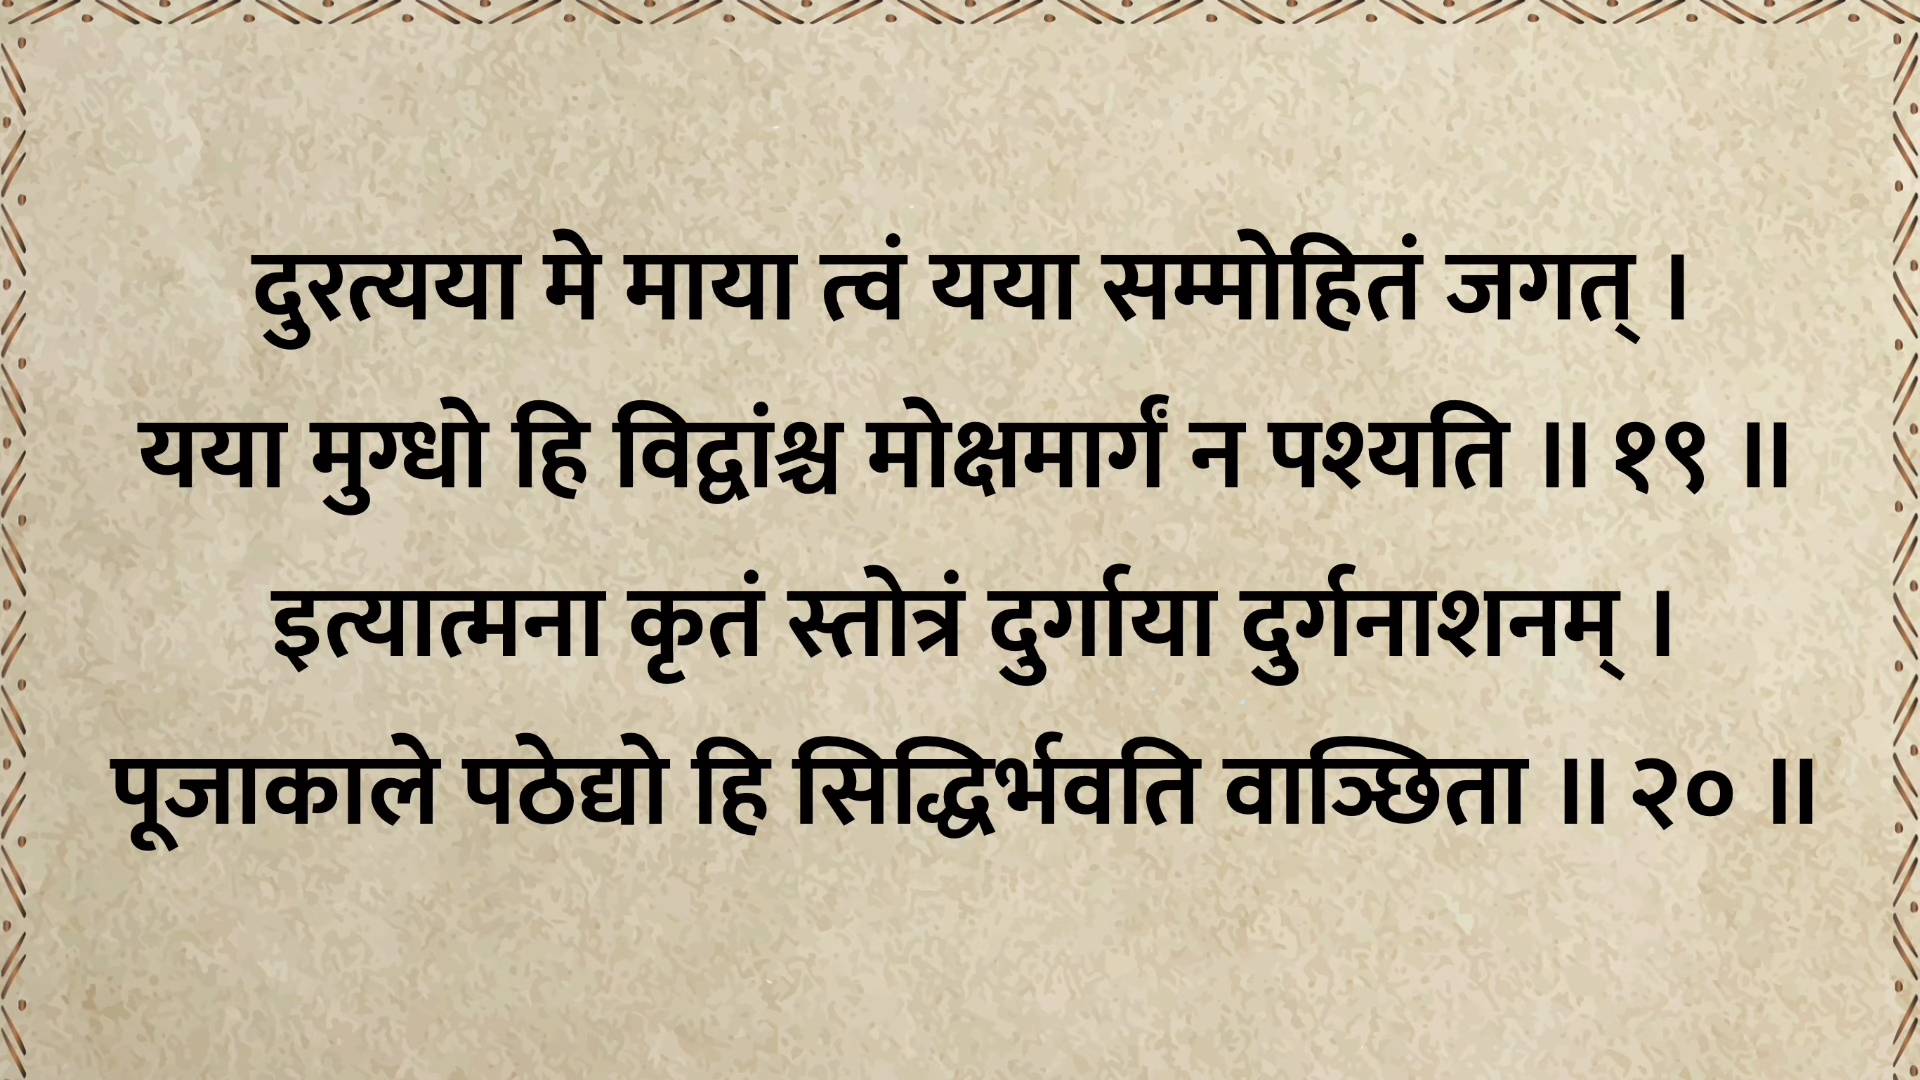 दुरत्यया मे माया त्वं यया सम्मोहितं जगत् ।
यया मुग्धो हि विद्वांश्च मोक्षमार्गं न पश्यति ॥ १९ ॥
इत्यात्मना कृतं स्तोत्रं दुर्गाया दुर्गनाशनम् ।
पूजाकाले पठेद्यो हि सिद्धिर्भवति वाञ्छिता ॥ २० ॥